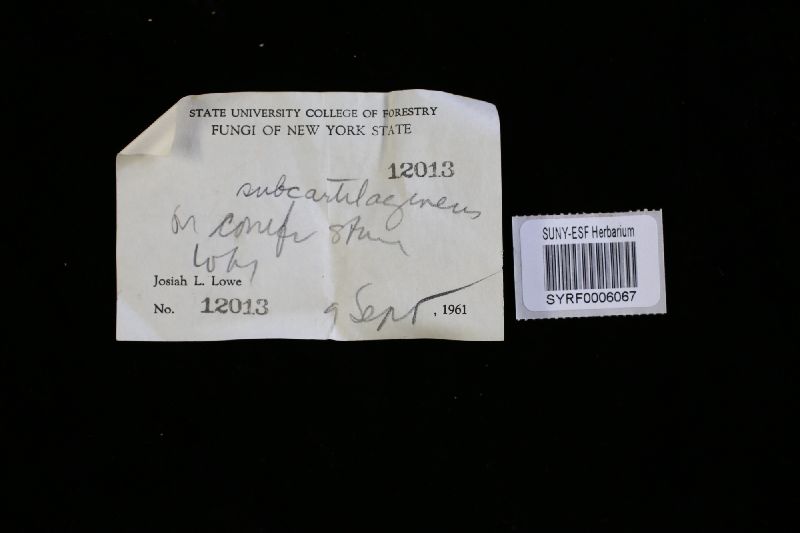 STATE UNIVERSITY COLLEGE OF FORESTRY
FUNGI OF NEW YORK STATE
12013
subcartilagineus
on conifer
Josiah L. Lowe
No. 12013 9 Sept, 1961
SUNY-ESF Herbarium
SYRF0006067